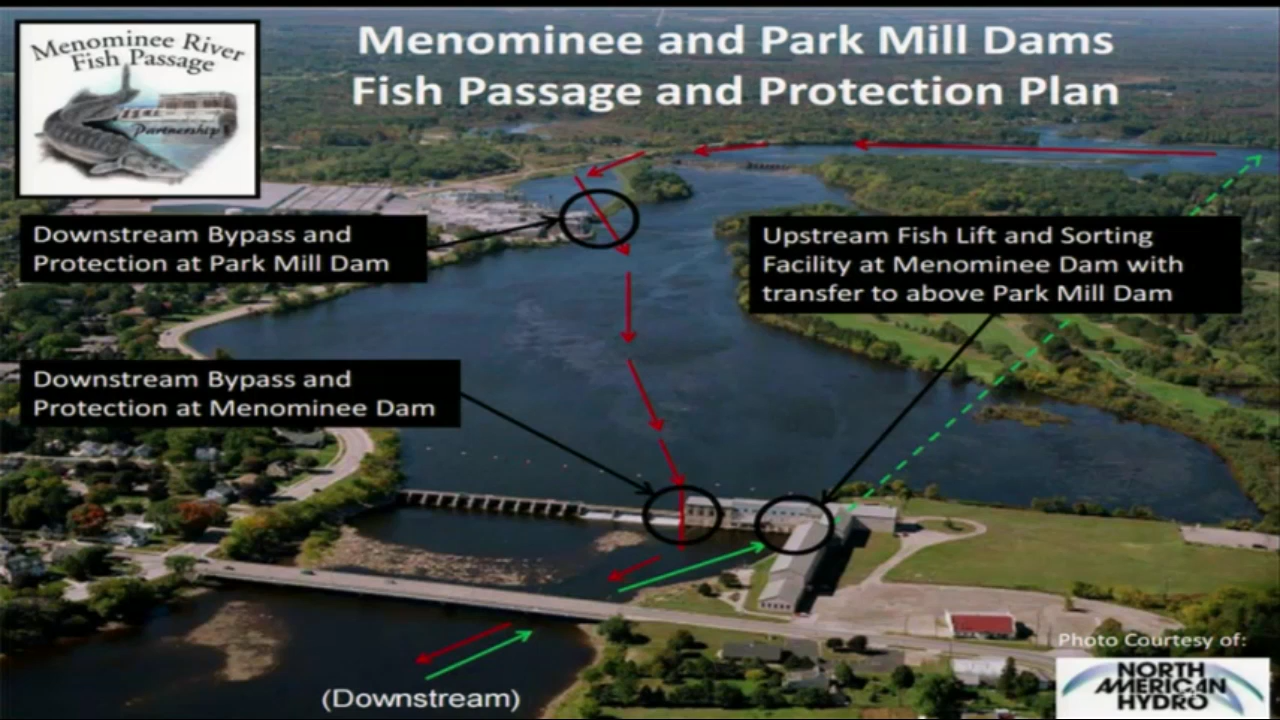 Menominee River
Fish Passage
Partnership
Menominee and Park Mill Dams
Fish Passage and Protection Plan
Downstream Bypass and
Protection at Park Mill Dam
Upstream Fish Lift and Sorting
Facility at Menominee Dam with
transfer to above Park Mill Dam
Downstream Bypass and
Protection at Menominee Dam
(Downstream)
Photo Courtesy of:
NORTH
AMERICAN
HYDRO